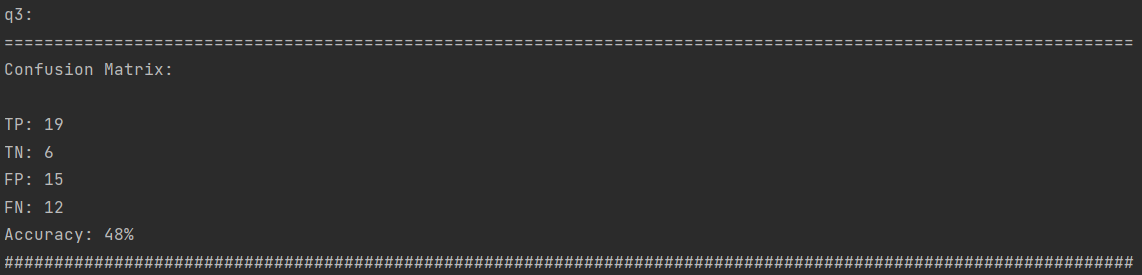 q3:
=================================================================================================================
Confusion Matrix:
TP: 19
TN: 6
FP: 15
FN: 12
Accuracy: 48%
#################################################################################################################